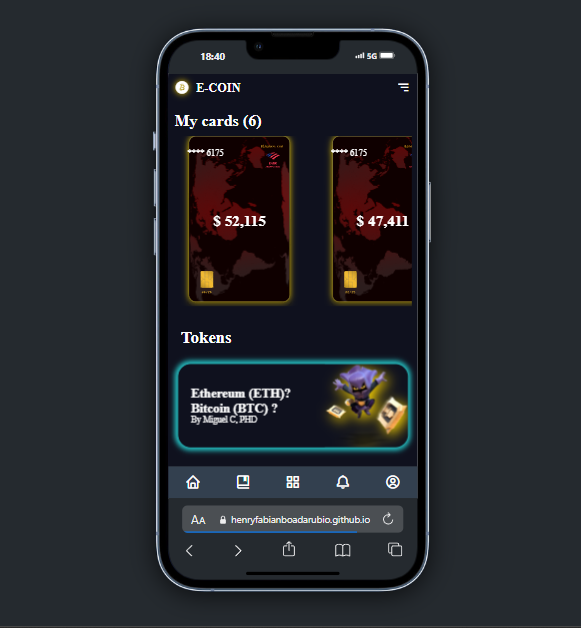 18:40
5G
E-COIN
My cards (6)
**** 6175
**** 6175
$ 52,115
$ 47,411
Tokens
Ethereum (ETH)?
Bitcoin (BTC) ?
By Miguel C, PHD
AA henryfabianboadarubio.github.io